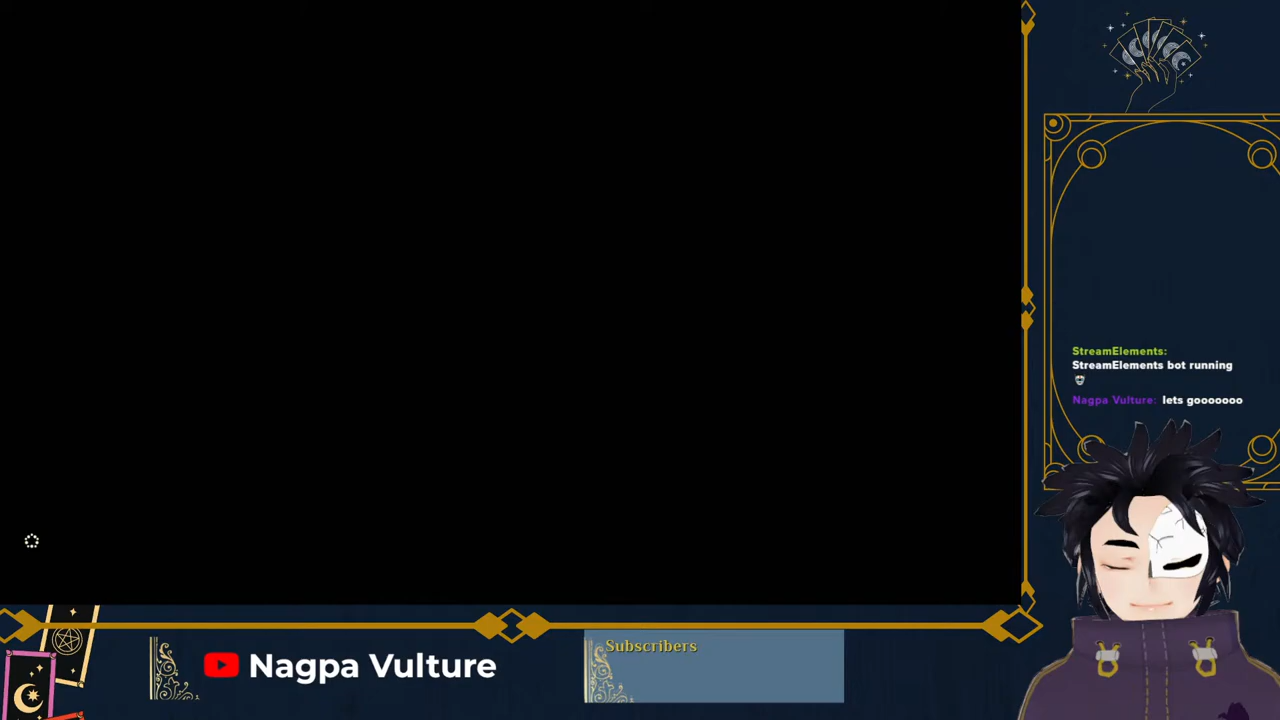 StreamElements:
StreamElements bot running
Nagpa Vulture: lets gooooooo
Nagpa Vulture
Subscribers